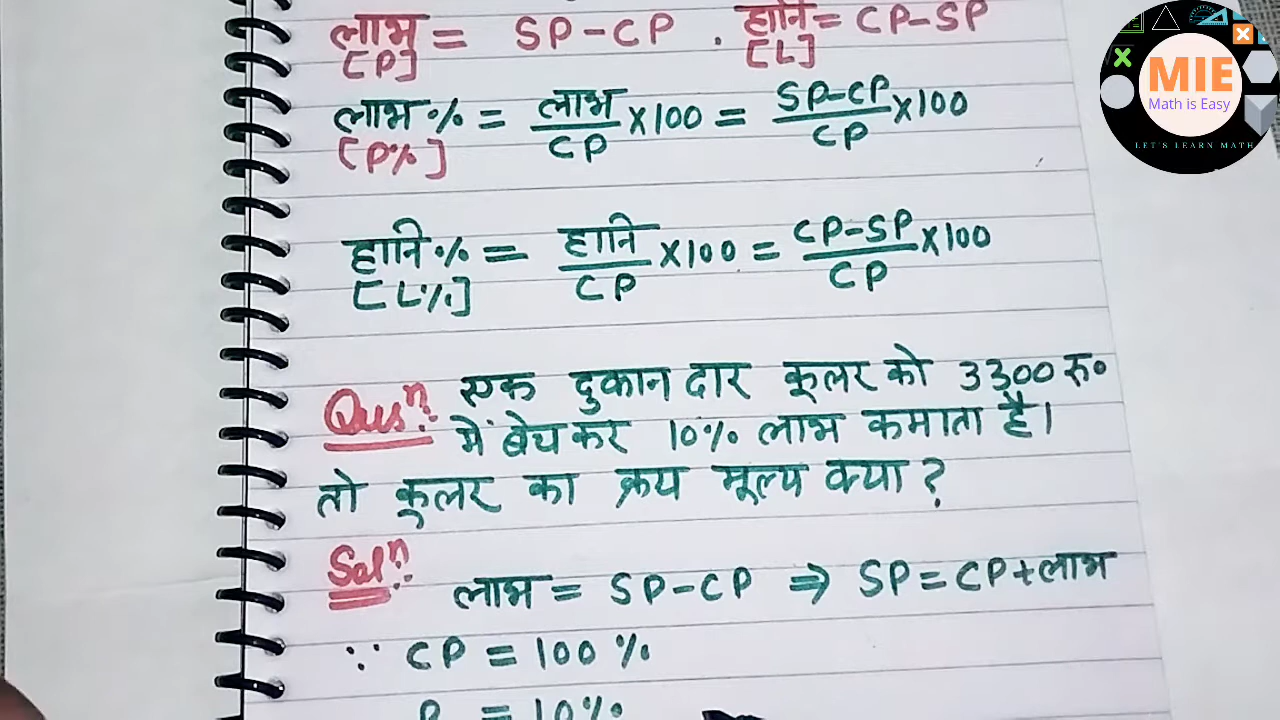 लाभ = SP-CP . हानि = CP-SP
[P] [L]
लाभ % = लाभ/CP ×100 = SP-CP/CP ×100
[P%]
हानि % = हानि/CP ×100 = CP-SP/CP ×100
[L%]
Qusⁿ: एक दुकानदार कूलर को 3300 रु०
में बेचकर 10% लाभ कमाता है।
तो कूलर का क्रय मूल्य क्या ?
Solⁿ:
लाभ = SP-CP ⇒ SP = CP+लाभ
∵ CP = 100 %
P = 10%
MIE
Math is Easy
LET'S LEARN MATH